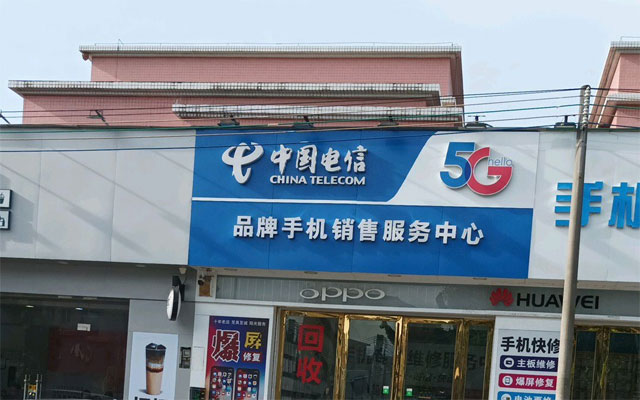 中国电信
CHINA TELECOM
5G
hello
手机
品牌手机销售服务中心
oppo
HUAWEI
爆屏
修复
回收
手机快修
主板维修
爆屏修复